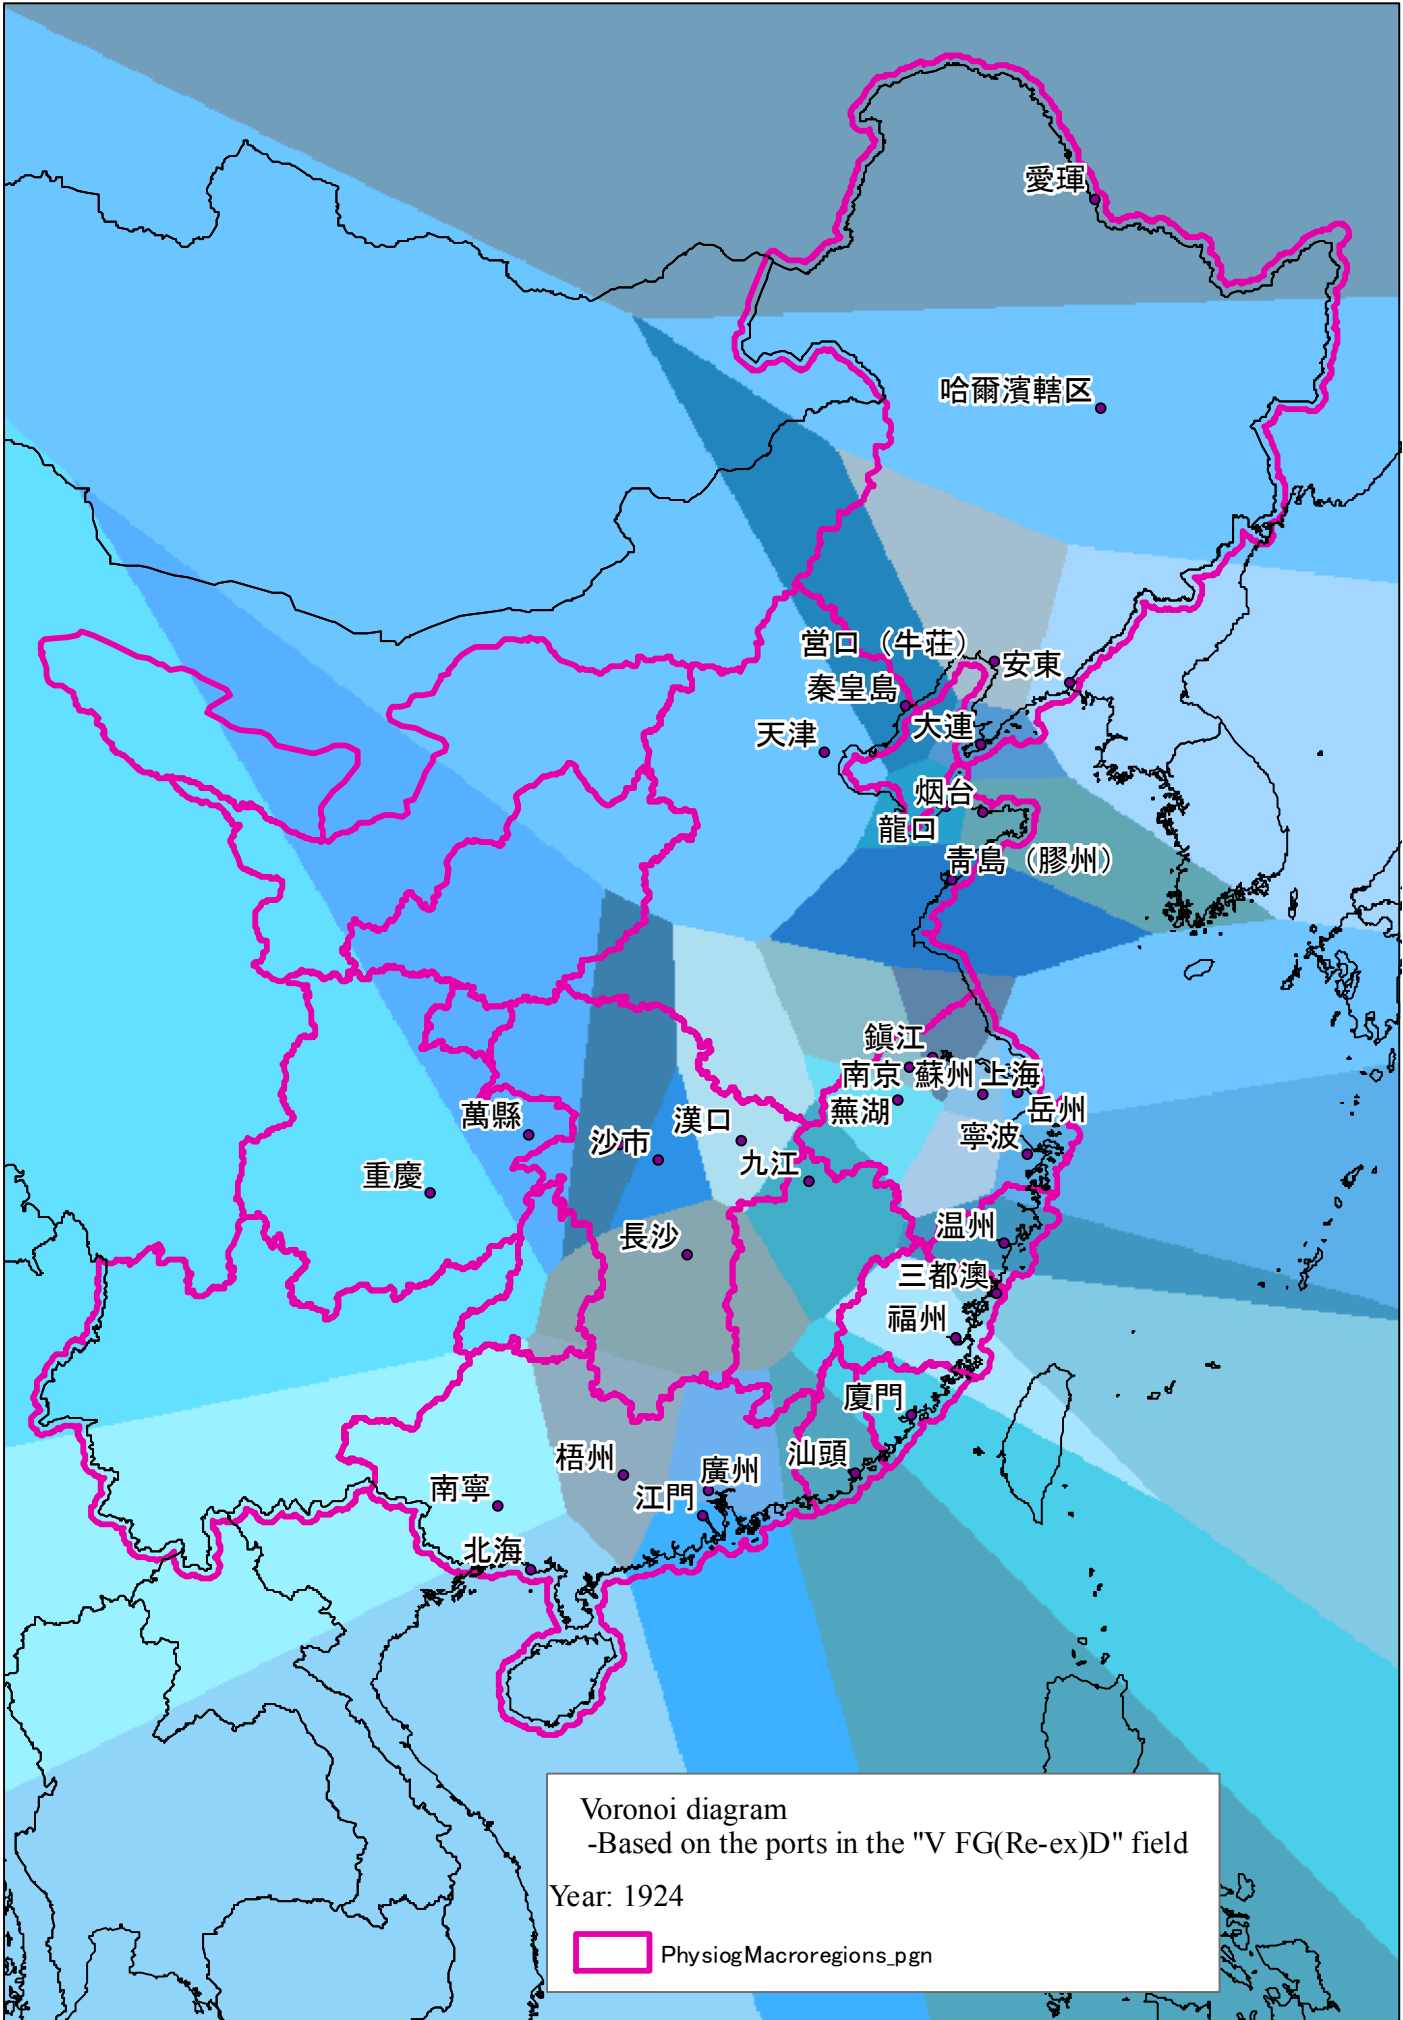 愛琿
哈爾濱轄区
営口（牛荘）
安東
秦皇島
大連
天津
烟台
龍口
青島（膠州）
鎮江
南京
蘇州
上海
蕪湖
岳州
萬縣
漢口
沙市
寧波
九江
重慶
長沙
温州
三都澳
福州
廈門
梧州
汕頭
廣州
南寧
江門
北海
Voronoi diagram
-Based on the ports in the "V FG(Re-ex)D" field
Year: 1924
PhysiogMacroregions_pgn